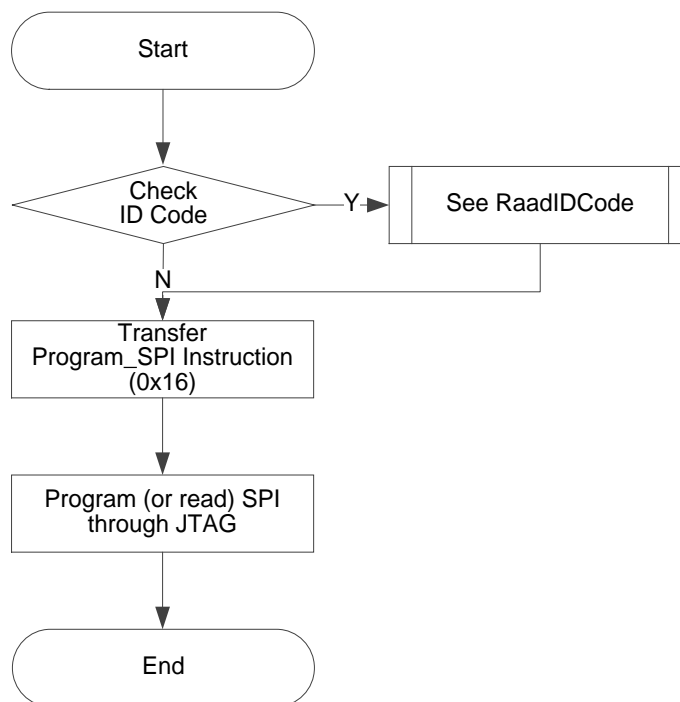 Start
Check
ID Code
Y
See RaadIDCode
N
Transfer
Program_SPI Instruction
(0x16)
Program (or read) SPI
through JTAG
End